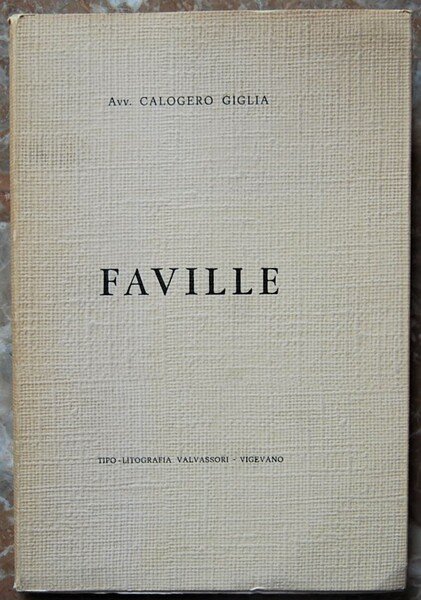 Avv. CALOGERO GIGLIA
FAVILLE
TIPO-LITOGRAFIA VALVASSORI - VIGEVANO